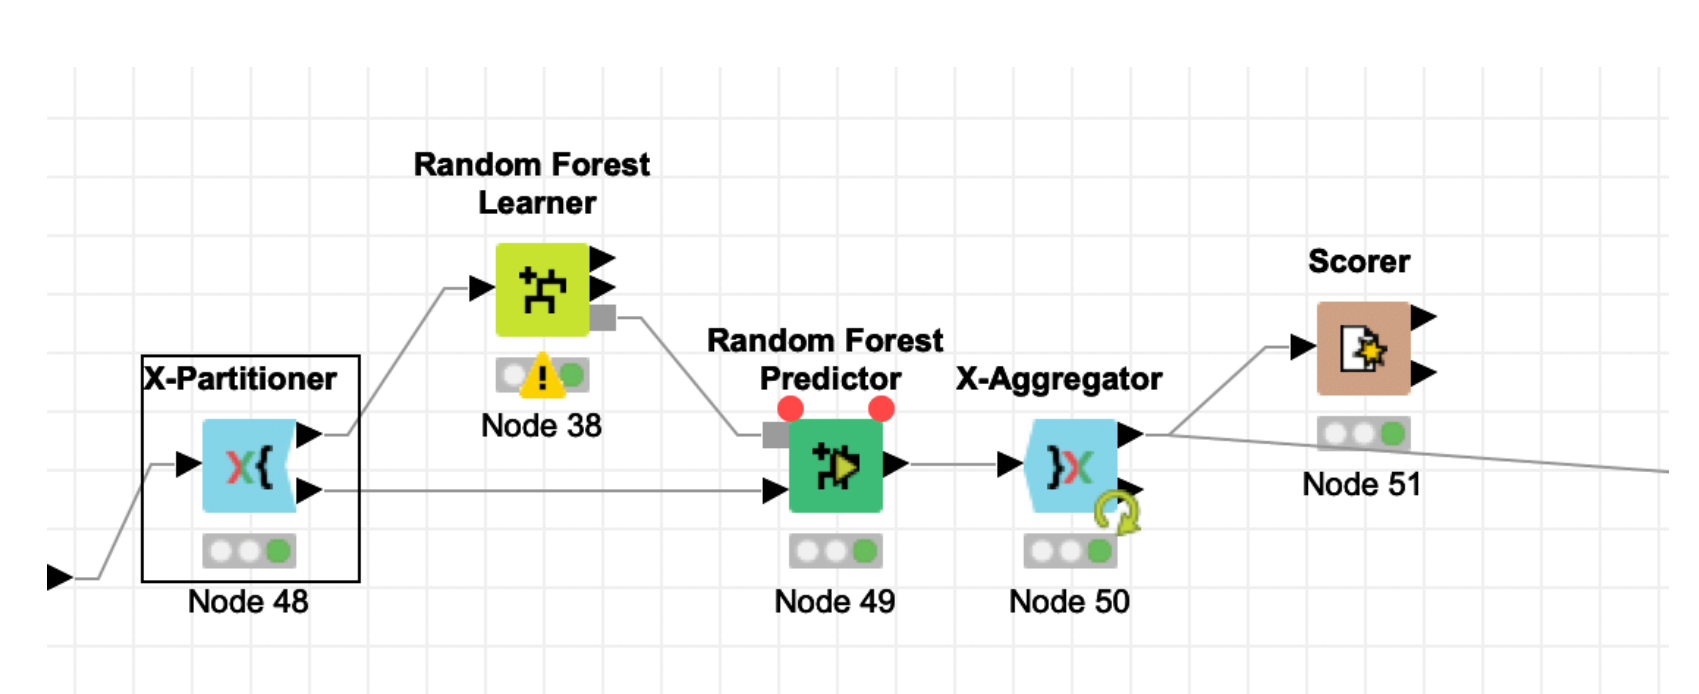 Random Forest
Learner
Node 38
X-Partitioner
X{
Node 48
Random Forest
Predictor
Node 49
X-Aggregator
}X
Node 50
Scorer
Node 51